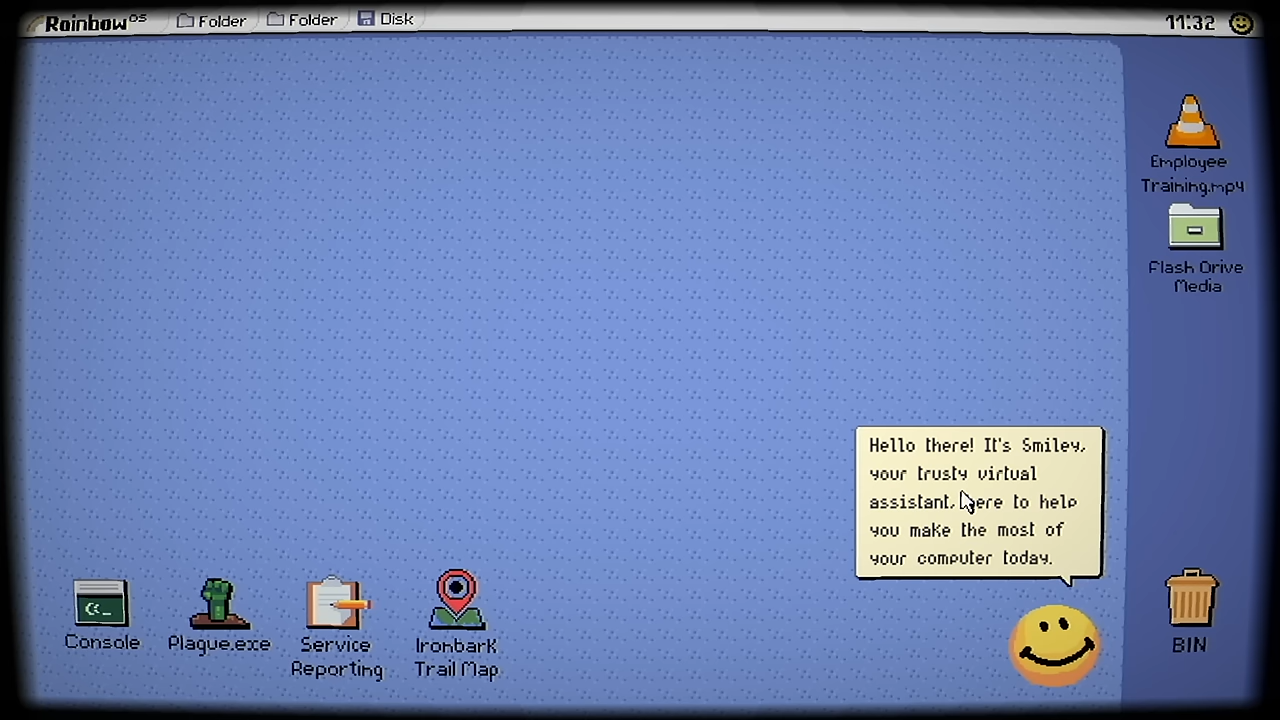 Rainbow OS
Folder
Folder
Disk
11:32
Employee
Training.mp4
Flash Drive
Media
Hello there! It's Smiley,
your trusty virtual
assistant, here to help
you make the most of
your computer today.
Console
Plague.exe
Service
Reporting
Ironbark
Trail Map
BIN